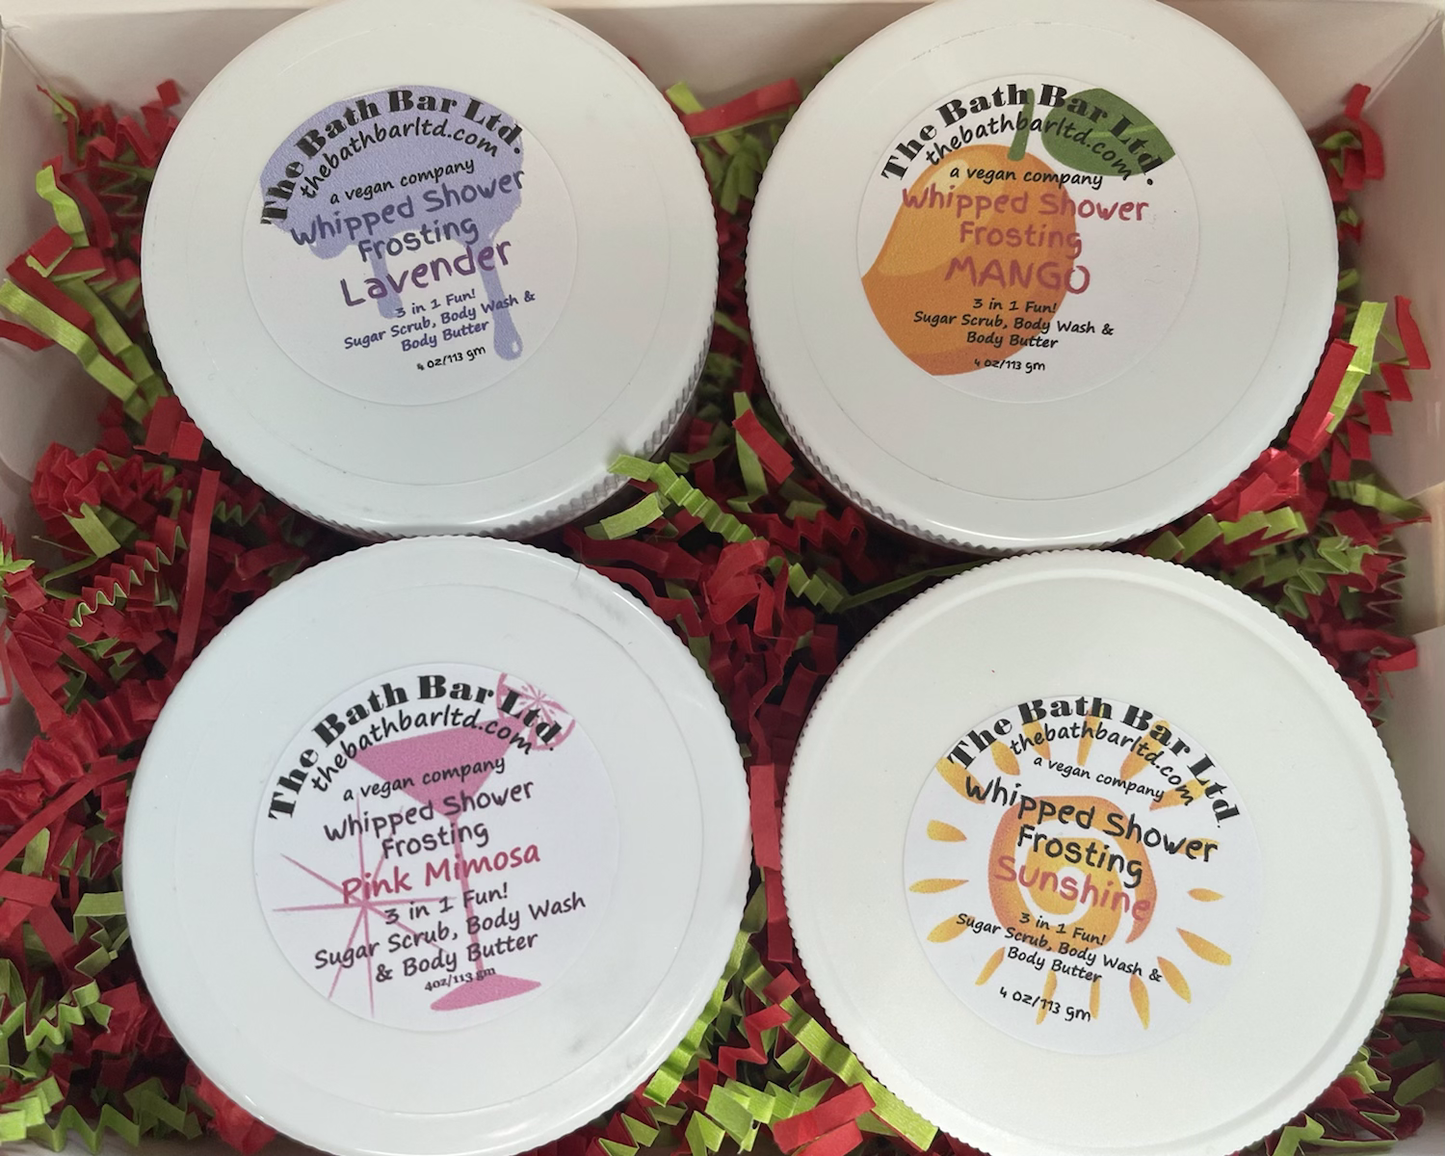 The Bath Bar Ltd.
thebathbarltd.com
a vegan company
Whipped Shower
Frosting
Lavender
3 in 1 Fun!
Sugar Scrub, Body Wash &
Body Butter
4 oz/113 gm
The Bath Bar Ltd.
thebathbarltd.com
a vegan company
Whipped Shower
Frosting
MANGO
3 in 1 Fun!
Sugar Scrub, Body Wash &
Body Butter
4 oz/113 gm
The Bath Bar Ltd.
thebathbarltd.com
a vegan company
Whipped Shower
Frosting
Pink Mimosa
3 in 1 Fun!
Sugar Scrub, Body Wash
& Body Butter
4oz/113 gm
The Bath Bar Ltd.
thebathbarltd.com
a vegan company
Whipped Shower
Frosting
Sunshine
3 in 1 Fun!
Sugar Scrub, Body Wash &
Body Butter
4 oz/113 gm